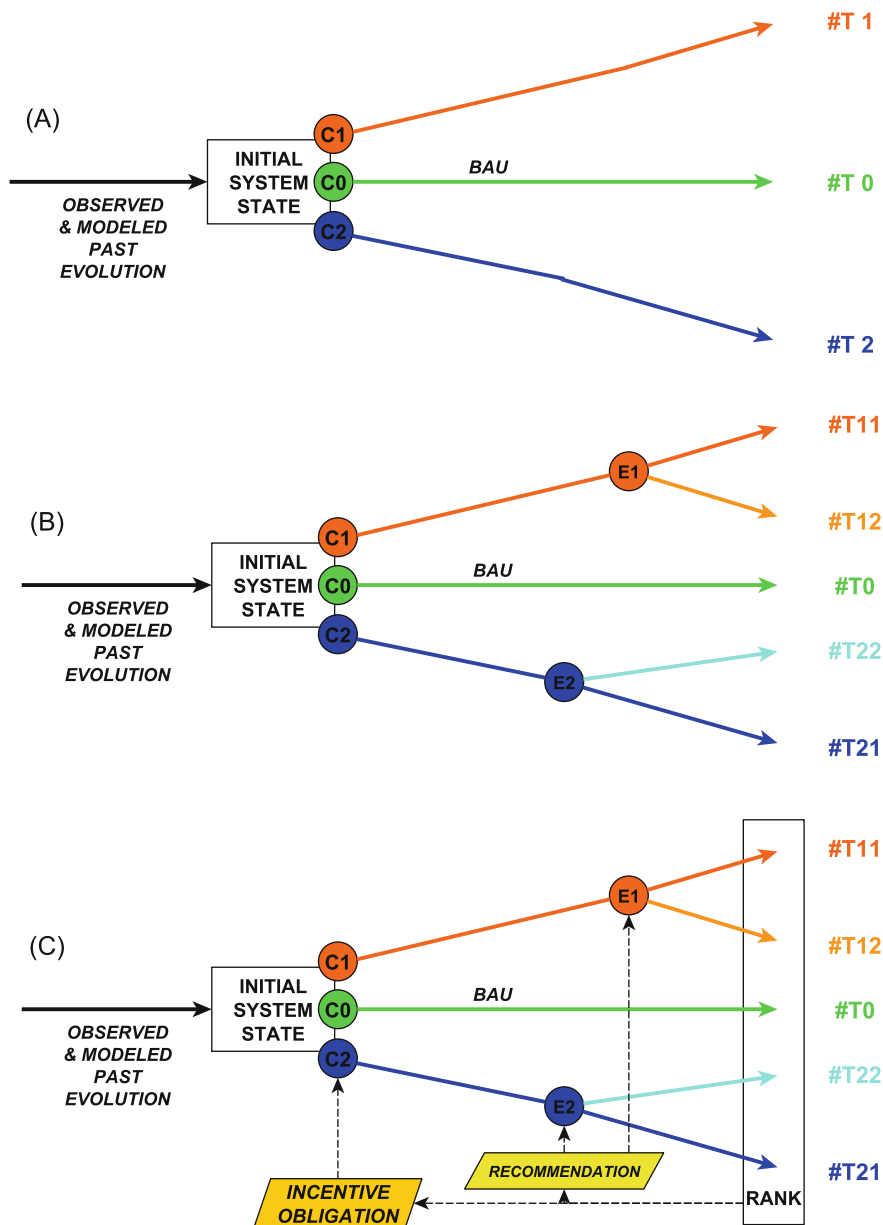 #T 1
(A)
C1
INITIAL
SYSTEM
STATE
C0
BAU
#T 0
C2
OBSERVED
& MODELED
PAST
EVOLUTION
#T 2
#T11
E1
(B)
#T12
C1
INITIAL
SYSTEM
STATE
C0
BAU
#T0
C2
OBSERVED
& MODELED
PAST
EVOLUTION
#T22
E2
#T21
#T11
E1
(C)
#T12
C1
INITIAL
SYSTEM
STATE
C0
BAU
#T0
C2
OBSERVED
& MODELED
PAST
EVOLUTION
#T22
E2
RECOMMENDATION
#T21
INCENTIVE
OBLIGATION
RANK